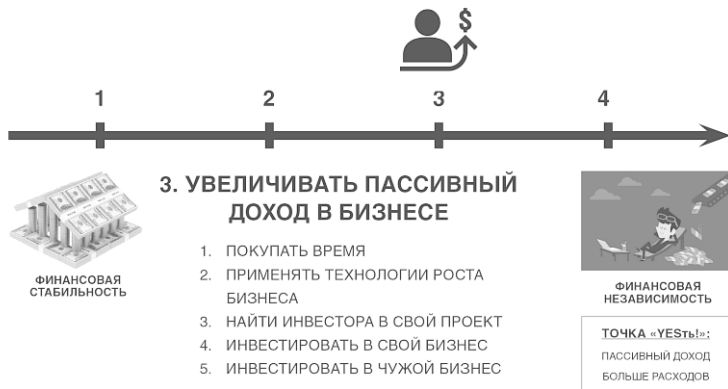 $
1
2
3
4
3. УВЕЛИЧИВАТЬ ПАССИВНЫЙ
ДОХОД В БИЗНЕСЕ
1. ПОКУПАТЬ ВРЕМЯ
2. ПРИМЕНЯТЬ ТЕХНОЛОГИИ РОСТА
БИЗНЕСА
3. НАЙТИ ИНВЕСТОРА В СВОЙ ПРОЕКТ
4. ИНВЕСТИРОВАТЬ В СВОЙ БИЗНЕС
5. ИНВЕСТИРОВАТЬ В ЧУЖОЙ БИЗНЕС
ФИНАНСОВАЯ
СТАБИЛЬНОСТЬ
ФИНАНСОВАЯ
НЕЗАВИСИМОСТЬ
ТОЧКА «YESть!»:
ПАССИВНЫЙ ДОХОД
БОЛЬШЕ РАСХОДОВ